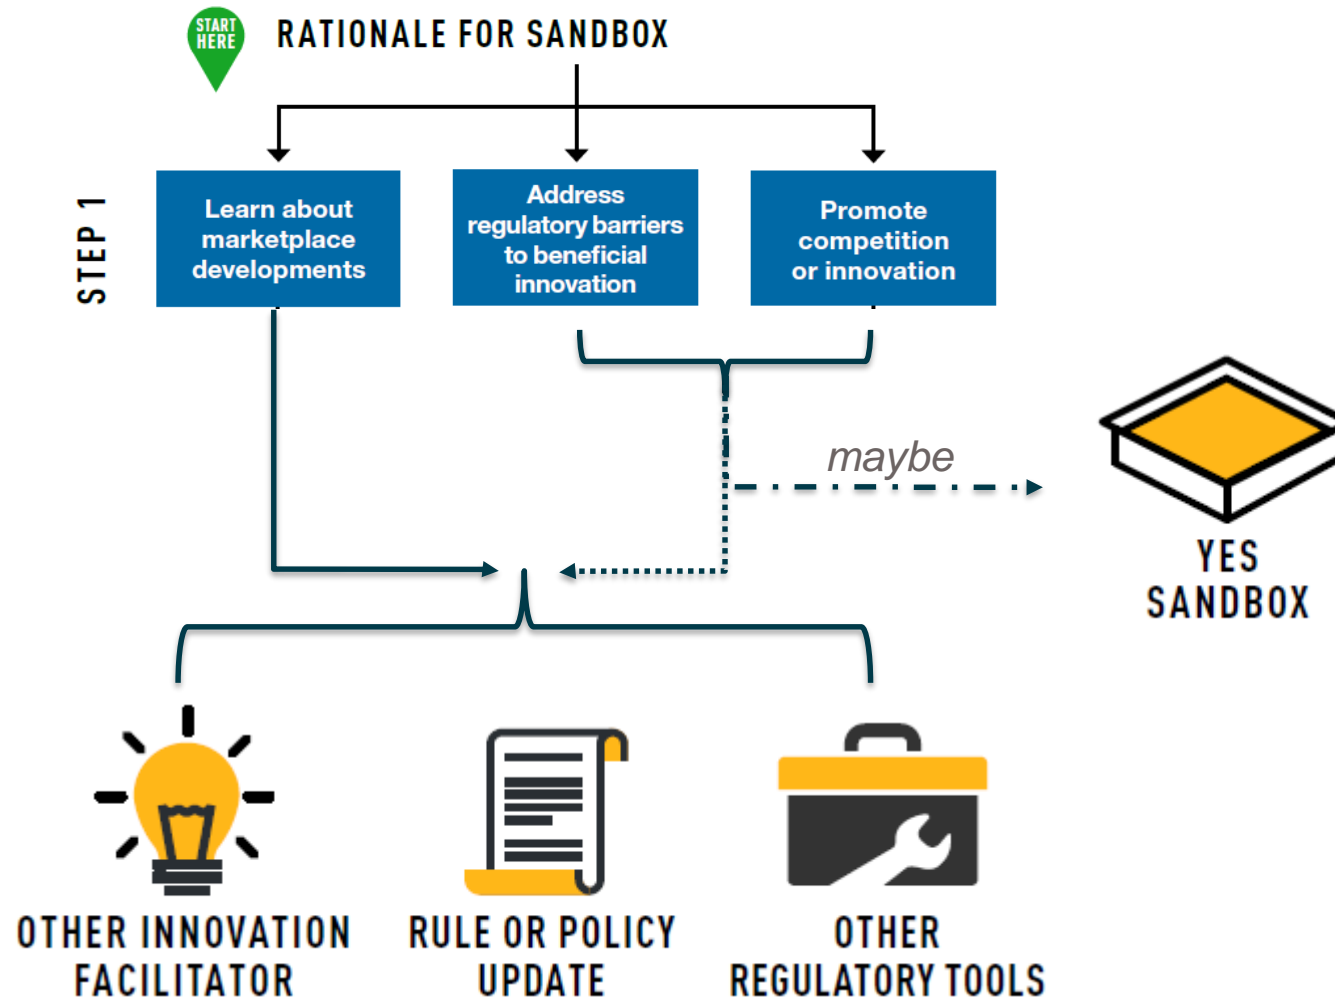 START
HERE
RATIONALE FOR SANDBOX
STEP 1
Learn about
marketplace
developments
Address
regulatory barriers
to beneficial
innovation
Promote
competition
or innovation
maybe
YES
SANDBOX
OTHER INNOVATION
FACILITATOR
RULE OR POLICY
UPDATE
OTHER
REGULATORY TOOLS